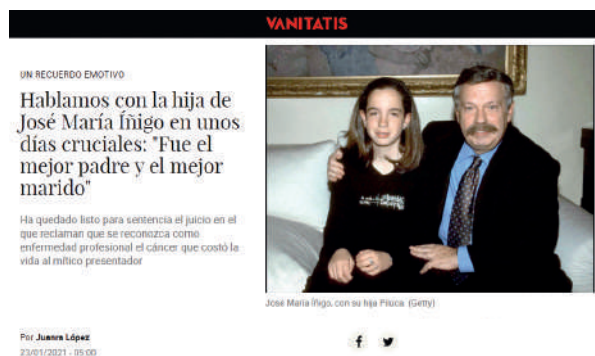 VANITATIS
UN RECUERDO EMOTIVO
Hablamos con la hija de
José María Íñigo en unos
días cruciales: "Fue el
mejor padre y el mejor
marido"
Ha quedado listo para sentencia el juicio en el
que reclaman que se reconozca como
enfermedad profesional el cáncer que costó la
vida al mítico presentador
José María Íñigo, con su hija Piluca. (Getty)
Por Juanra López
23/01/2021 - 05:00